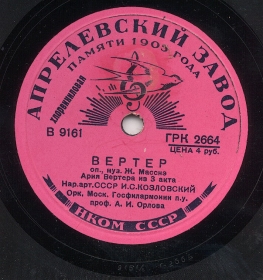 АПРЕЛЕВСКИЙ ЗАВОД
ПАМЯТИ 1905 ГОДА
В 9161
ГРК 2664
ЦЕНА 4 руб.
ВЕРТЕР
оп., муз. Ж. Массна
Ария Вертера из 3 акта
Нар. арт. СССР И.С.КОЗЛОВСКИЙ
Орк. Моск. Госфилармонии п.у.
проф. А. И. Орлова
НКОМ СССР